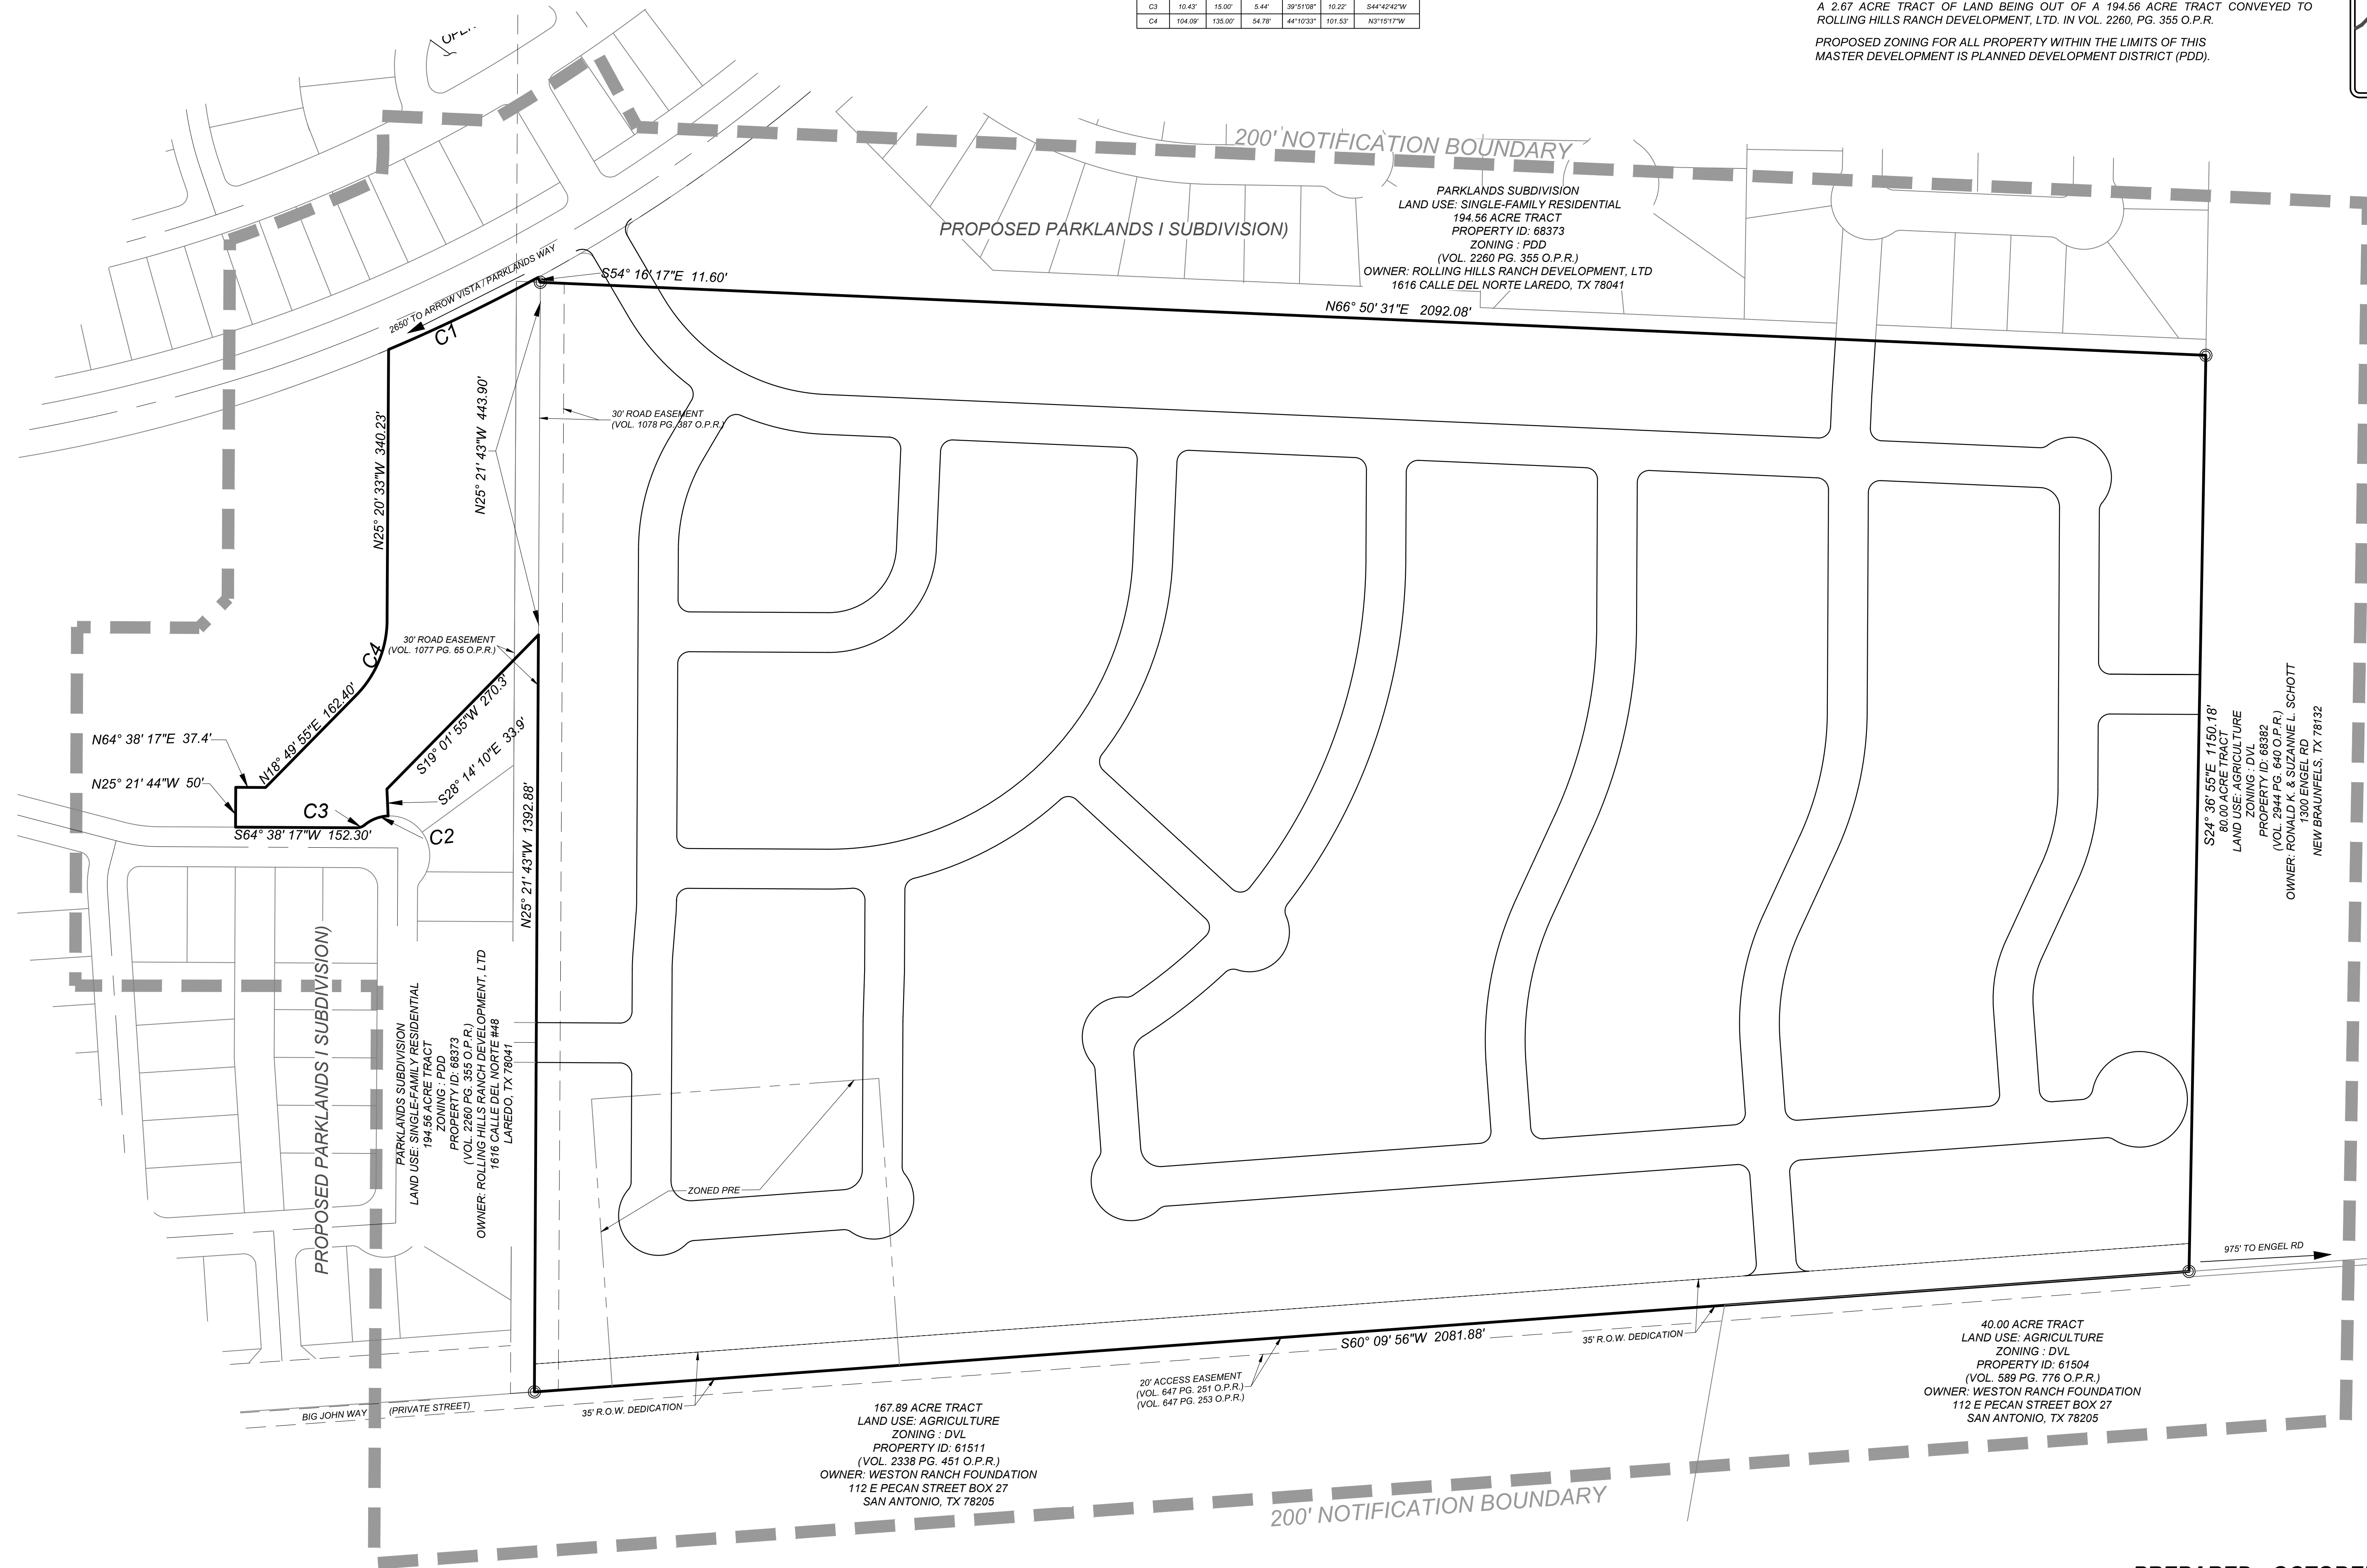 C3 10.43' 15.00' 5.44' 39°51'08" 10.22' S44°42'42"W
C4 104.09' 135.00' 54.78' 44°10'33" 101.53' N3°15'17"W
A 2.67 ACRE TRACT OF LAND BEING OUT OF A 194.56 ACRE TRACT CONVEYED TO
ROLLING HILLS RANCH DEVELOPMENT, LTD. IN VOL. 2260, PG. 355 O.P.R.
PROPOSED ZONING FOR ALL PROPERTY WITHIN THE LIMITS OF THIS
MASTER DEVELOPMENT IS PLANNED DEVELOPMENT DISTRICT (PDD).
200' NOTIFICATION BOUNDARY
PARKLANDS SUBDIVISION
LAND USE: SINGLE-FAMILY RESIDENTIAL
194.56 ACRE TRACT
PROPERTY ID: 68373
ZONING : PDD
(VOL. 2260 PG. 355 O.P.R.)
OWNER: ROLLING HILLS RANCH DEVELOPMENT, LTD
1616 CALLE DEL NORTE LAREDO, TX 78041
PROPOSED PARKLANDS I SUBDIVISION)
2650' TO ARROW VISTA / PARKLANDS WAY
C1
S54° 16' 17"E 11.60'
N66° 50' 31"E 2092.08'
N25° 20' 33"W 340.23'
N25° 21' 43"W 443.90'
30' ROAD EASEMENT
(VOL. 1078 PG. 387 O.P.R.)
30' ROAD EASEMENT
(VOL. 1077 PG. 65 O.P.R.)
C4
N18° 49' 55"E 162.40'
S19° 01' 55"W 270.3'
S28° 14' 10"E 33.9'
N64° 38' 17"E 37.4'
N25° 21' 44"W 50'
C3
C2
S64° 38' 17"W 152.30'
N25° 21' 43"W 1392.88'
S24° 36' 55"E 1150.18'
80.00 ACRE TRACT
LAND USE: AGRICULTURE
ZONING : DVL
PROPERTY ID: 68382
(VOL. 2944 PG. 640 O.P.R.)
OWNER: RONALD K. & SUZANNE L. SCHOTT
1300 ENGEL RD
NEW BRAUNFELS, TX 78132
PROPOSED PARKLANDS I SUBDIVISION)
PARKLANDS SUBDIVISION
LAND USE: SINGLE-FAMILY RESIDENTIAL
194.56 ACRE TRACT
ZONING : PDD
PROPERTY ID: 68373
(VOL. 2260 PG. 355 O.P.R.)
OWNER: ROLLING HILLS RANCH DEVELOPMENT, LTD
1616 CALLE DEL NORTE #48
LAREDO, TX 78041
ZONED PRE
975' TO ENGEL RD
S60° 09' 56"W 2081.88'
35' R.O.W. DEDICATION
20' ACCESS EASEMENT
(VOL. 647 PG. 251 O.P.R.)
(VOL. 647 PG. 253 O.P.R.)
35' R.O.W. DEDICATION
BIG JOHN WAY (PRIVATE STREET)
167.89 ACRE TRACT
LAND USE: AGRICULTURE
ZONING : DVL
PROPERTY ID: 61511
(VOL. 2338 PG. 451 O.P.R.)
OWNER: WESTON RANCH FOUNDATION
112 E PECAN STREET BOX 27
SAN ANTONIO, TX 78205
40.00 ACRE TRACT
LAND USE: AGRICULTURE
ZONING : DVL
PROPERTY ID: 61504
(VOL. 589 PG. 776 O.P.R.)
OWNER: WESTON RANCH FOUNDATION
112 E PECAN STREET BOX 27
SAN ANTONIO, TX 78205
200' NOTIFICATION BOUNDARY